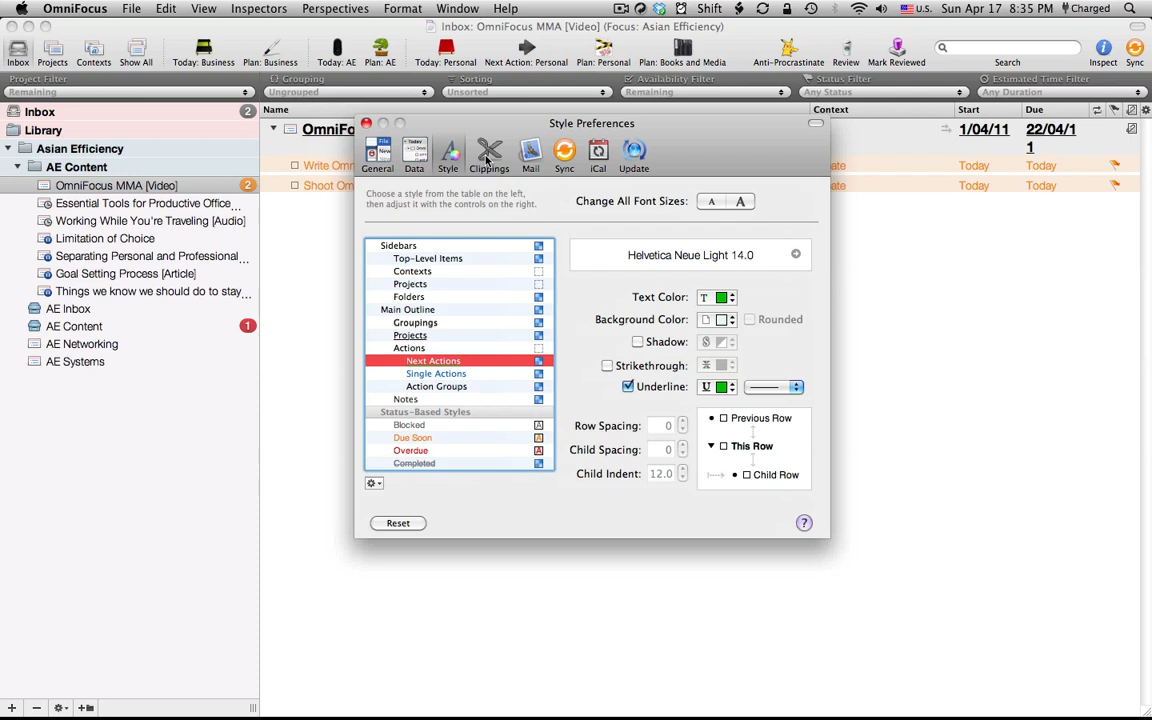 OmniFocus File Edit View Inspectors Perspectives Format Window Help Shift U.S. Sun Apr 17 8:35 PM Charged
Inbox: OmniFocus MMA [Video] (Focus: Asian Efficiency)
Inbox Projects Contexts Show All Today: Business Plan: Business Today: AE Plan: AE Today: Personal Next Action: Personal Plan: Personal Plan: Books and Media Anti-Procrastinate Review Mark Reviewed Search Inspect Sync
Project Filter Grouping Sorting Availability Filter Status Filter Estimated Time Filter
Remaining Ungrouped Unsorted Remaining Any Status Any Duration
Inbox 2
Library
Asian Efficiency
AE Content
OmniFocus MMA [Video] 2
Essential Tools for Productive Office...
Working While You're Traveling [Audio]
Limitation of Choice
Separating Personal and Professional...
Goal Setting Process [Article]
Things we know we should do to stay...
AE Inbox
AE Content 1
AE Networking
AE Systems
Name Context Start Due
OmniFo 1/04/11 22/04/1
1
Write Om ate Today Today
Shoot Om ate Today Today
Style Preferences
General Data Style Clippings Mail Sync iCal Update
File
New
Today
Choose a style from the table on the left,
then adjust it with the controls on the right.
Change All Font Sizes: A A
Sidebars
Top-Level Items
Contexts
Projects
Folders
Main Outline
Groupings
Projects
Actions
Next Actions
Single Actions
Action Groups
Notes
Status-Based Styles
Blocked A
Due Soon A
Overdue A
Completed
Helvetica Neue Light 14.0
Text Color: T
Background Color: Rounded
Shadow: S
Strikethrough:
Underline: U
Row Spacing: 0
Child Spacing: 0
Child Indent: 12.0
Previous Row
This Row
Child Row
Reset ?